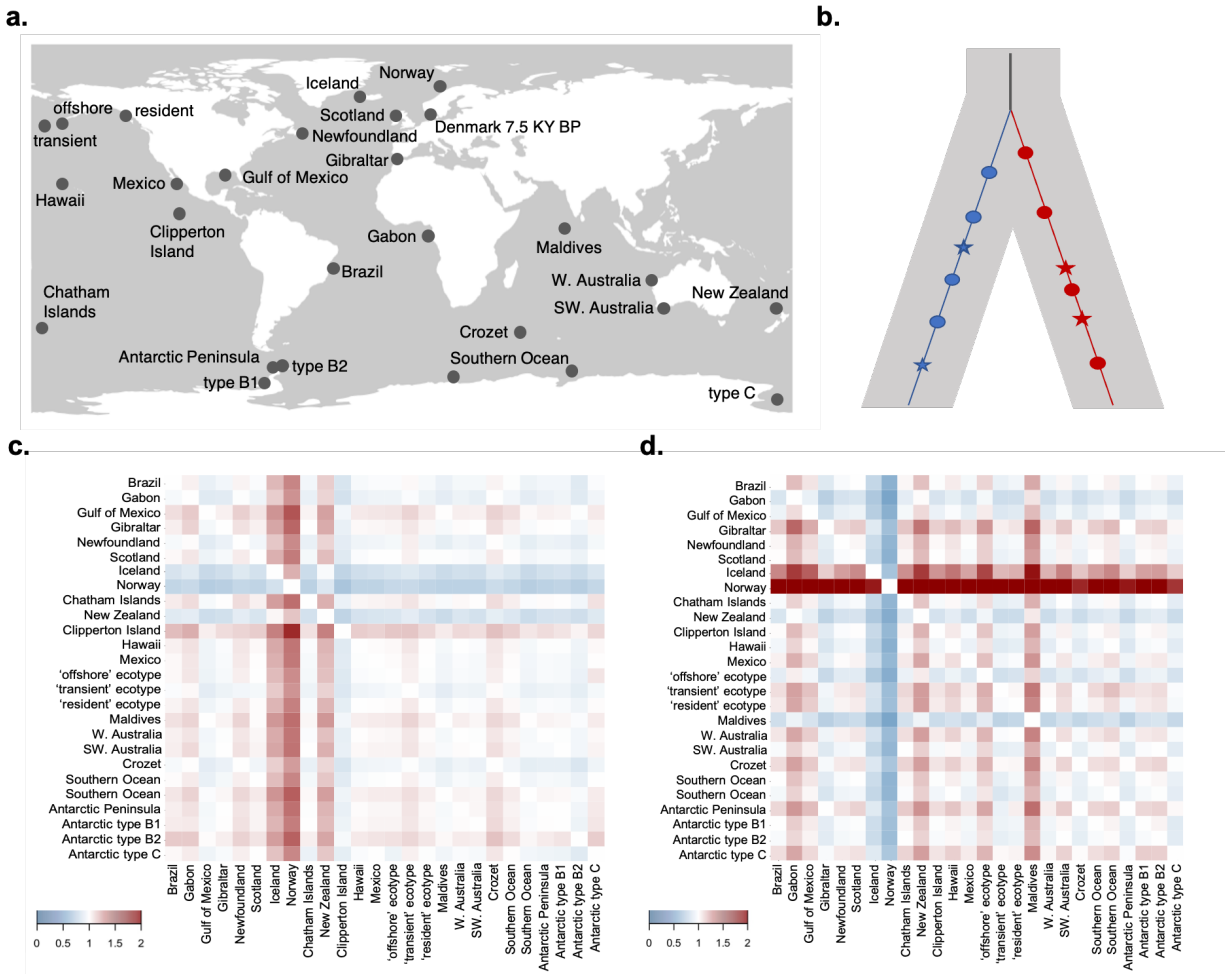 a.
b.
Norway
Iceland
offshore
resident
Scotland
transient
Newfoundland
Denmark 7.5 KY BP
Gibraltar
Mexico
Gulf of Mexico
Hawaii
Clipperton
Island
Gabon
Maldives
Brazil
W. Australia
Chatham
Islands
New Zealand
SW. Australia
Crozet
Antarctic Peninsula
type B2
Southern Ocean
type B1
type C
c.
Brazil
Gabon
Gulf of Mexico
Gibraltar
Newfoundland
Scotland
Iceland
Norway
Chatham Islands
New Zealand
Clipperton Island
Hawaii
Mexico
‘offshore’ ecotype
‘transient’ ecotype
‘resident’ ecotype
Maldives
W. Australia
SW. Australia
Crozet
Southern Ocean
Southern Ocean
Antarctic Peninsula
Antarctic type B1
Antarctic type B2
Antarctic type C
Brazil
Gabon
Gulf of Mexico
Gibraltar
Newfoundland
Scotland
Iceland
Norway
Chatham Islands
New Zealand
Clipperton Island
Hawaii
Mexico
‘offshore’ ecotype
‘transient’ ecotype
‘resident’ ecotype
Maldives
W. Australia
SW. Australia
Crozet
Southern Ocean
Southern Ocean
Antarctic Peninsula
Antarctic type B1
Antarctic type B2
Antarctic type C
0 0.5 1 1.5 2
d.
Brazil
Gabon
Gulf of Mexico
Gibraltar
Newfoundland
Scotland
Iceland
Norway
Chatham Islands
New Zealand
Clipperton Island
Hawaii
Mexico
‘offshore’ ecotype
‘transient’ ecotype
‘resident’ ecotype
Maldives
W. Australia
SW. Australia
Crozet
Southern Ocean
Southern Ocean
Antarctic Peninsula
Antarctic type B1
Antarctic type B2
Antarctic type C
Brazil
Gabon
Gulf of Mexico
Gibraltar
Newfoundland
Scotland
Iceland
Norway
Chatham Islands
New Zealand
Clipperton Island
Hawaii
Mexico
‘offshore’ ecotype
‘transient’ ecotype
‘resident’ ecotype
Maldives
W. Australia
SW. Australia
Crozet
Southern Ocean
Southern Ocean
Antarctic Peninsula
Antarctic type B1
Antarctic type B2
Antarctic type C
0 0.5 1 1.5 2